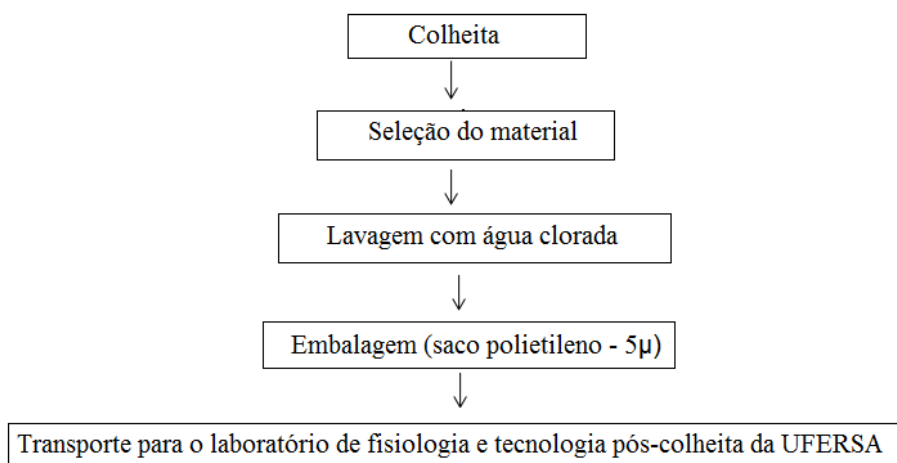 Colheita
Seleção do material
Lavagem com água clorada
Embalagem (saco polietileno - 5µ)
Transporte para o laboratório de fisiologia e tecnologia pós-colheita da UFERSA